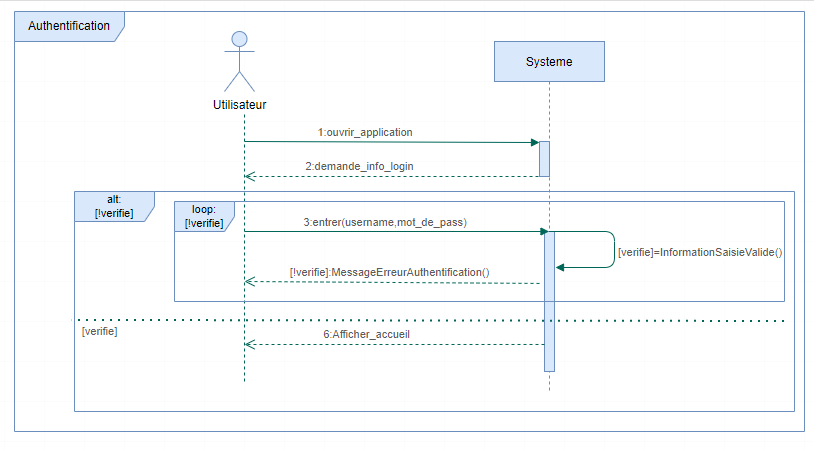 Authentification
Systeme
Utilisateur
1:ouvrir_application
2:demande_info_login
alt:
[!verifie]
loop:
[!verifie]
3:entrer(username,mot_de_pass)
[verifie]=InformationSaisieValide()
[!verifie]:MessageErreurAuthentification()
[verifie]
6:Afficher_accueil